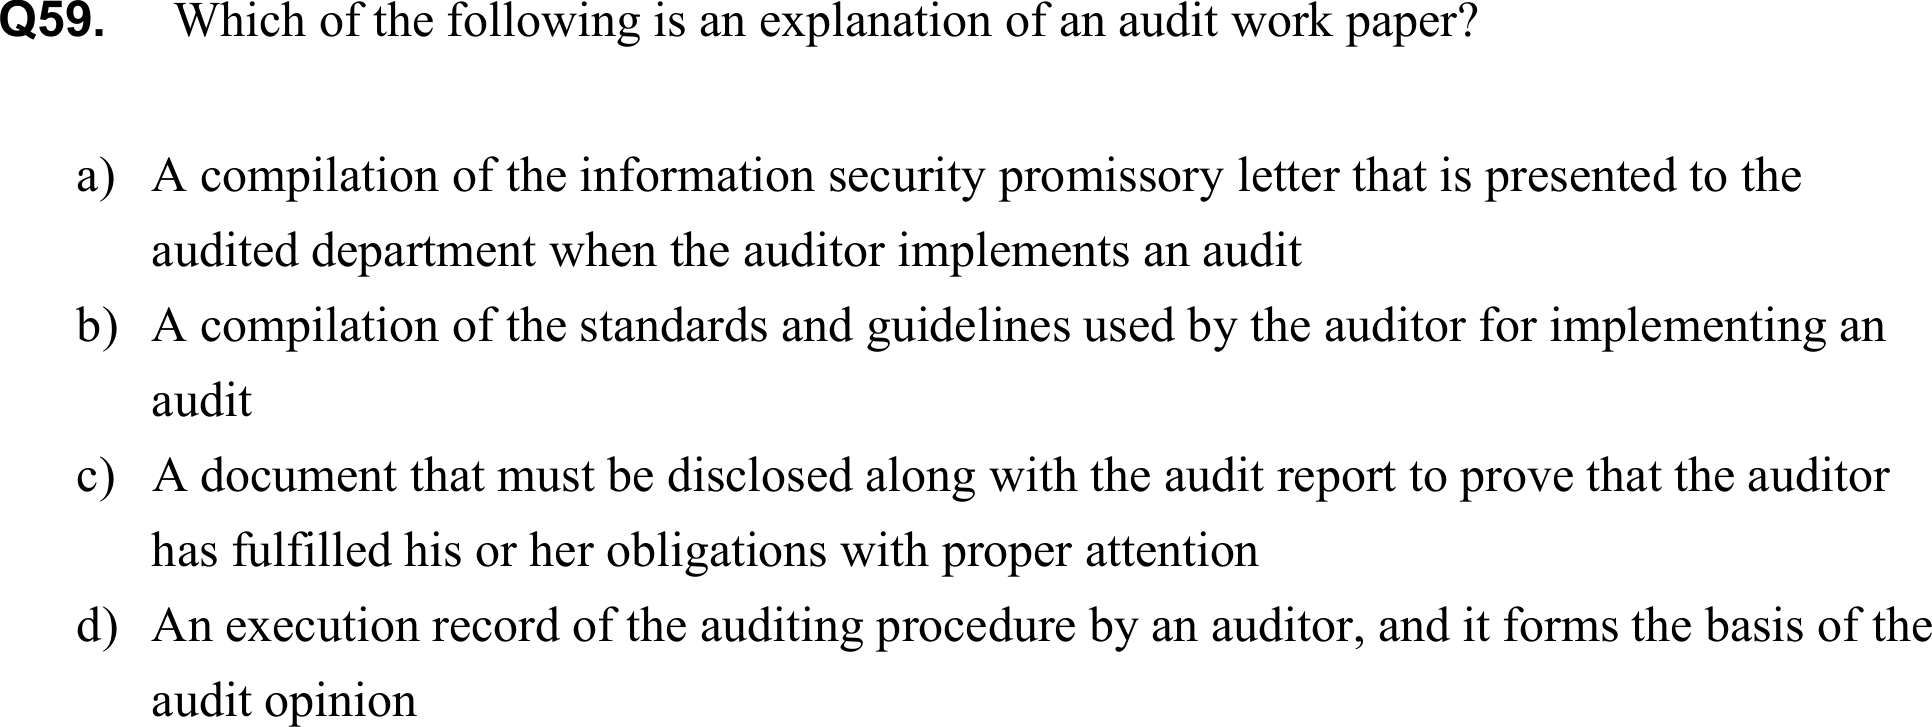 Q59. Which of the following is an explanation of an audit work paper?
a) A compilation of the information security promissory letter that is presented to the
audited department when the auditor implements an audit
b) A compilation of the standards and guidelines used by the auditor for implementing an
audit
c) A document that must be disclosed along with the audit report to prove that the auditor
has fulfilled his or her obligations with proper attention
d) An execution record of the auditing procedure by an auditor, and it forms the basis of the
audit opinion